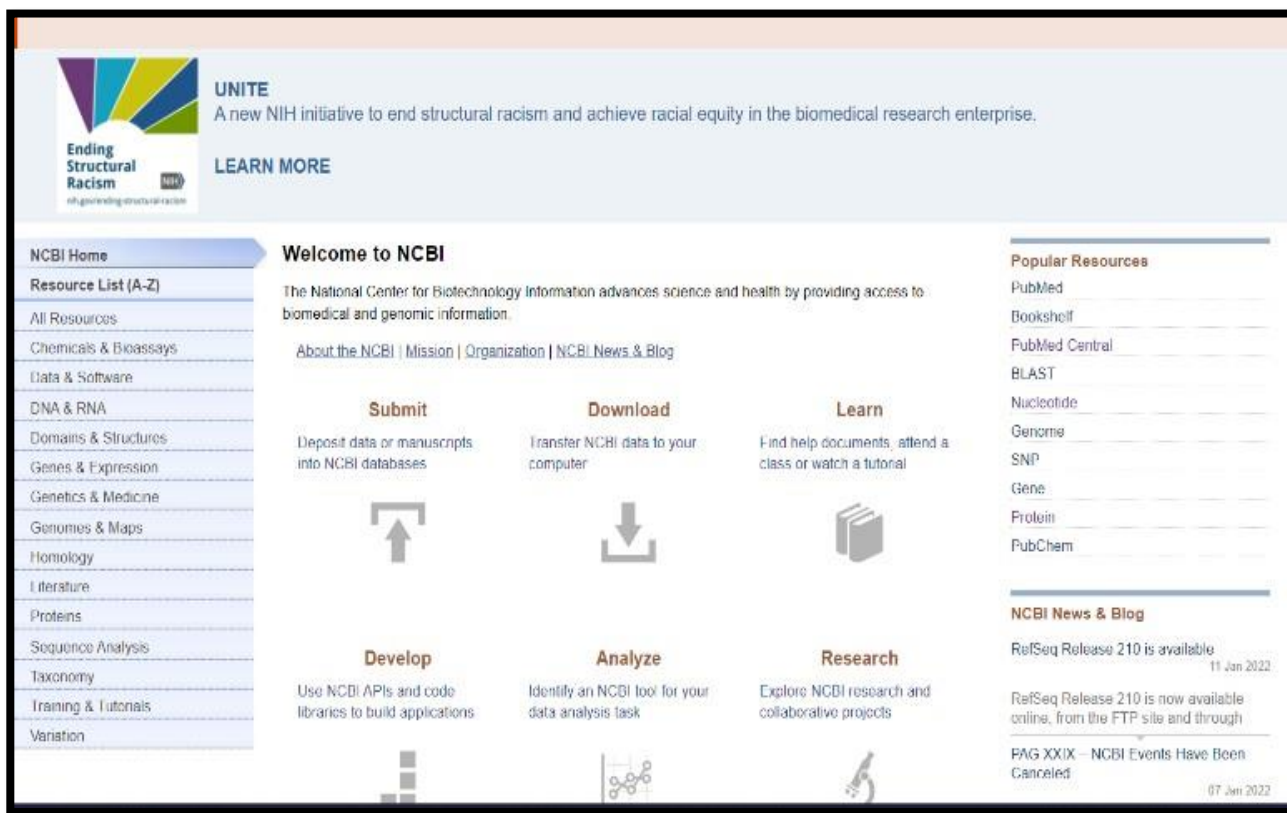 UNITE
A new NIH initiative to end structural racism and achieve racial equity in the biomedical research enterprise.
LEARN MORE
Ending
Structural
Racism
NIH
nih.gov/ending-structural-racism
NCBI Home
Resource List (A-Z)
All Resources
Chemicals & Bioassays
Data & Software
DNA & RNA
Domains & Structures
Genes & Expression
Genetics & Medicine
Genomes & Maps
Homology
Literature
Proteins
Sequence Analysis
Taxonomy
Training & Tutorials
Variation
Welcome to NCBI
The National Center for Biotechnology Information advances science and health by providing access to
biomedical and genomic information.
About the NCBI | Mission | Organization | NCBI News & Blog
Submit
Deposit data or manuscripts
into NCBI databases
Download
Transfer NCBI data to your
computer
Learn
Find help documents, attend a
class or watch a tutorial
Develop
Use NCBI APIs and code
libraries to build applications
Analyze
Identify an NCBI tool for your
data analysis task
Research
Explore NCBI research and
collaborative projects
Popular Resources
PubMed
Bookshelf
PubMed Central
BLAST
Nucleotide
Genome
SNP
Gene
Protein
PubChem
NCBI News & Blog
RefSeq Release 210 is available
11 Jan 2022
RefSeq Release 210 is now available
online, from the FTP site and through
PAG XXIX – NCBI Events Have Been
Canceled
07 Jan 2022